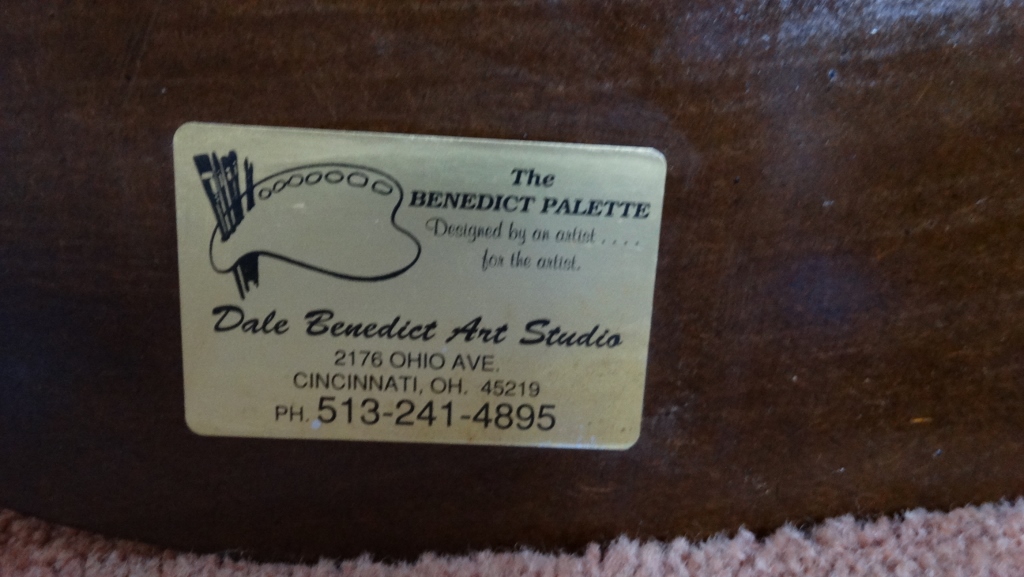 The
BENEDICT PALETTE
Designed by an artist . . . .
for the artist.
Dale Benedict Art Studio
2176 OHIO AVE.
CINCINNATI, OH. 45219
PH. 513-241-4895